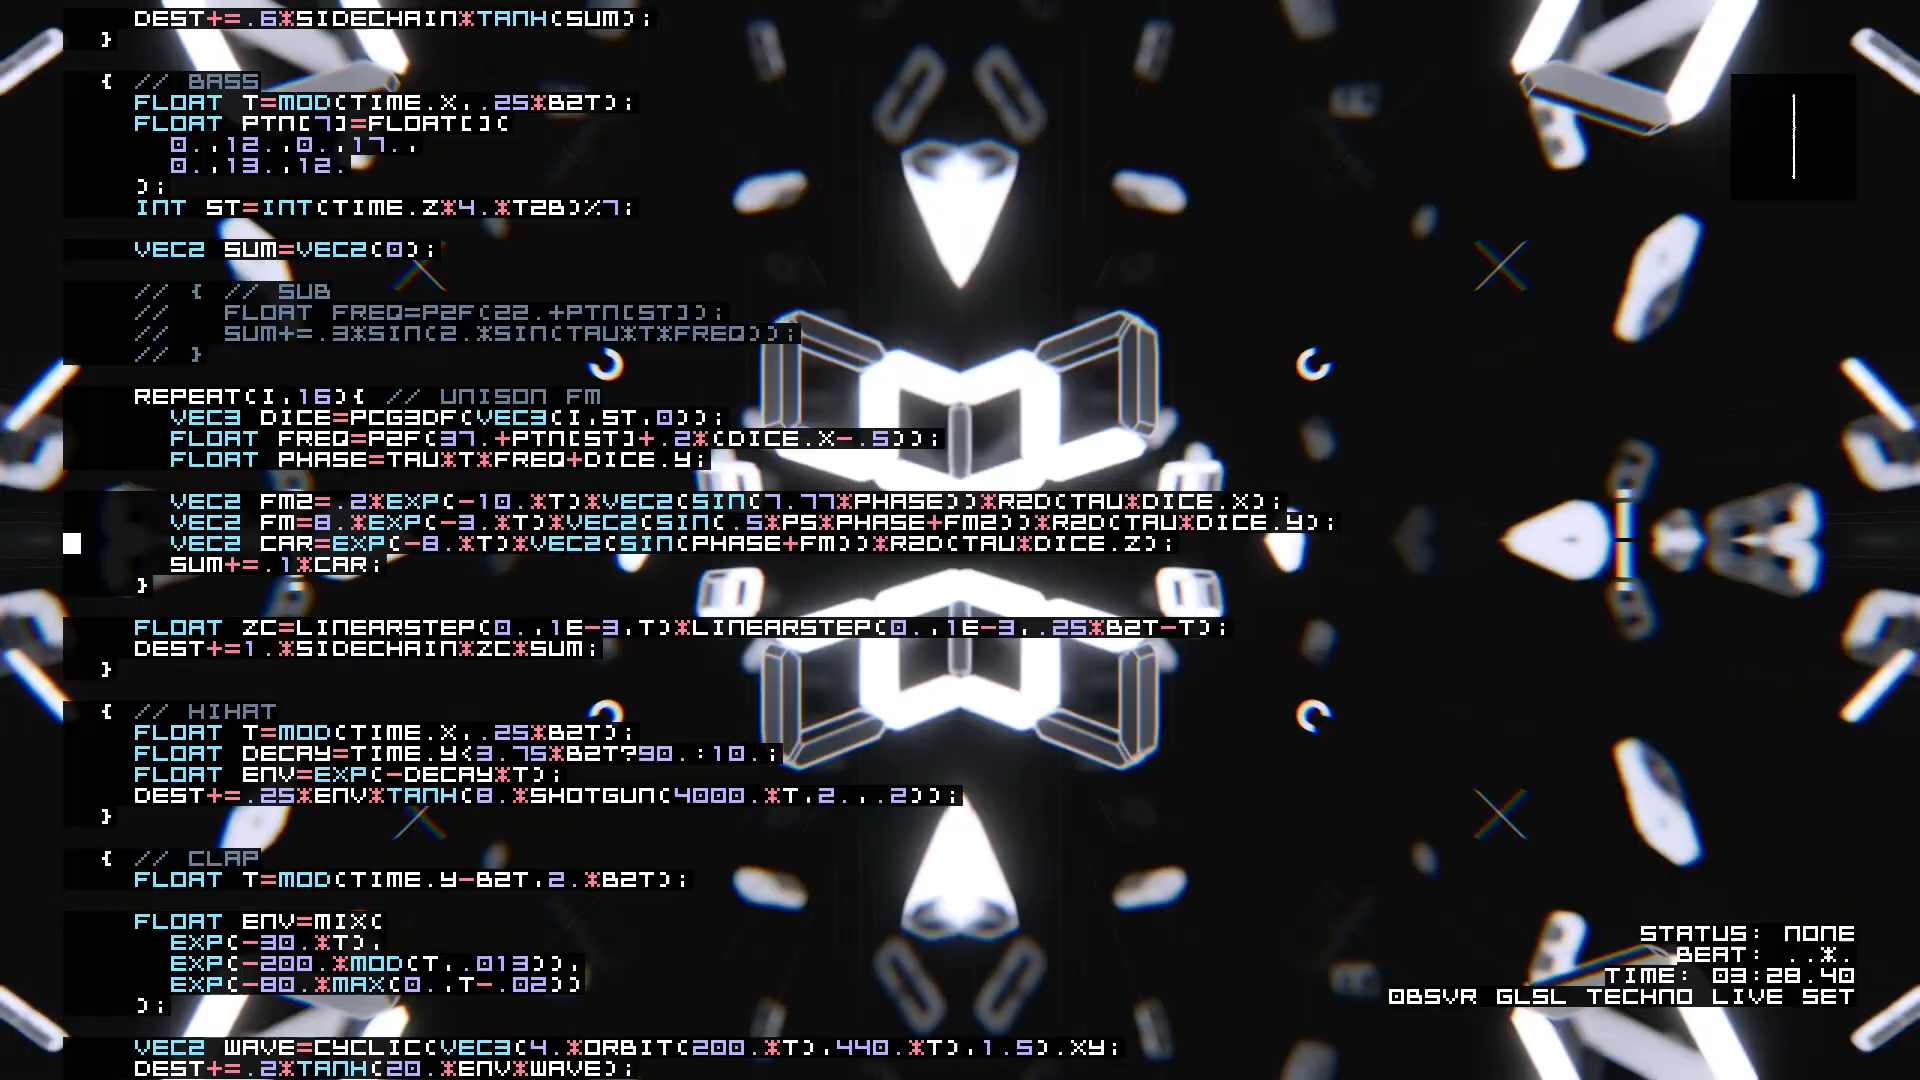 DEST+=.6*SIDECHAIN*TANH(SUM);
}
{ // BASS
FLOAT T=MOD(TIME.X,.25*B2T);
FLOAT PTN[7]=FLOAT[](
0.,12.,0.,17.,
0.,13.,12.
);
INT ST=INT(TIME.Z*4.*T2B)%7;
VEC2 SUM=VEC2(0);
// { // SUB
//   FLOAT FREQ=P2F(22.+PTN[ST]);
//   SUM+=.3*SIN(2.*SIN(TAU*T*FREQ));
// }
REPEAT(I,16){ // UNISON FM
VEC3 DICE=PCG3DF(VEC3(I,ST,0));
FLOAT FREQ=P2F(37.+PTN[ST]+.2*(DICE.X-.5));
FLOAT PHASE=TAU*T*FREQ+DICE.Y;
VEC2 FM2=.2*EXP(-10.*T)*VEC2(SIN(7.77*PHASE))*R2D(TAU*DICE.X);
VEC2 FM=8.*EXP(-3.*T)*VEC2(SIN(.5*PS*PHASE+FM2))*R2D(TAU*DICE.Y);
VEC2 CAR=EXP(-8.*T)*VEC2(SIN(PHASE+FM))*R2D(TAU*DICE.Z);
SUM+=.1*CAR;
}
FLOAT ZC=LINEARSTEP(0.,1E-3,T)*LINEARSTEP(0.,1E-3,.25*B2T-T);
DEST+=1.*SIDECHAIN*ZC*SUM;
}
{ // HIHAT
FLOAT T=MOD(TIME.X,.25*B2T);
FLOAT DECAY=TIME.Y<3.75*B2T?90.:10.;
FLOAT ENV=EXP(-DECAY*T);
DEST+=.25*ENV*TANH(8.*SHOTGUN(4000.*T,2.,.2));
}
{ // CLAP
FLOAT T=MOD(TIME.Y-B2T,2.*B2T);
FLOAT ENV=MIX(
EXP(-30.*T),
EXP(-200.*MOD(T,.013)),
EXP(-80.*MAX(0.,T-.02))
);
VEC2 WAVE=CYCLIC(VEC3(4.*ORBIT(200.*T),440.*T),1.5).XY;
DEST+=.2*TANH(20.*ENV*WAVE);
STATUS: NONE
BEAT: ..*.
TIME: 03:28.40
0BSVR GLSL TECHNO LIVE SET